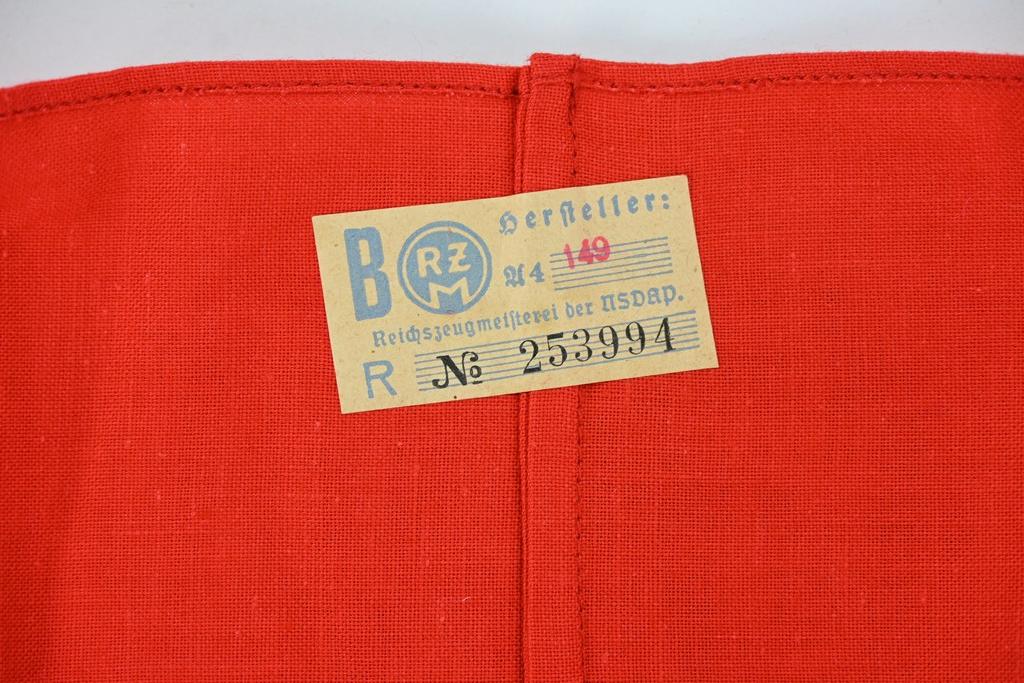 B RZM Hersteller:
A4 149
Reichszeugmeisterei der NSDAP.
R № 253994